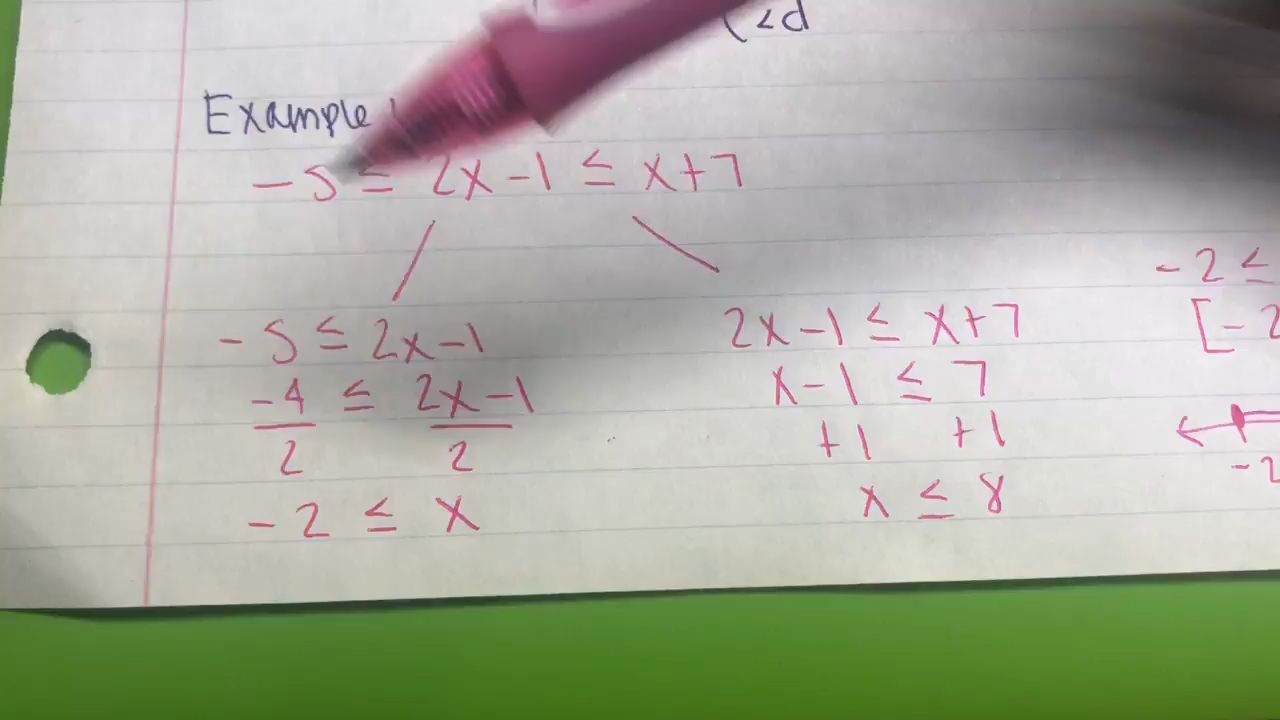 (<d
Example
-5 ≤ 2x-1 ≤ x+7
-5 ≤ 2x-1
-4 ≤ 2x-1
2 2
-2 ≤ x
2x-1 ≤ x+7
x-1 ≤ 7
+1 +1
x ≤ 8
-2 ≤
[-2
-2